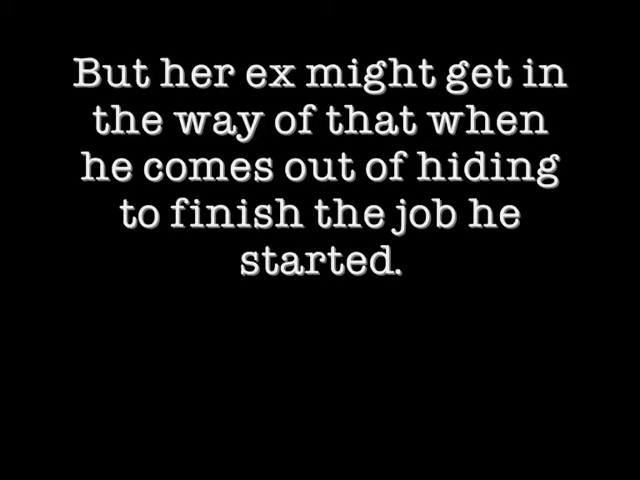 But her ex might get in
the way of that when
he comes out of hiding
to finish the job he
started.